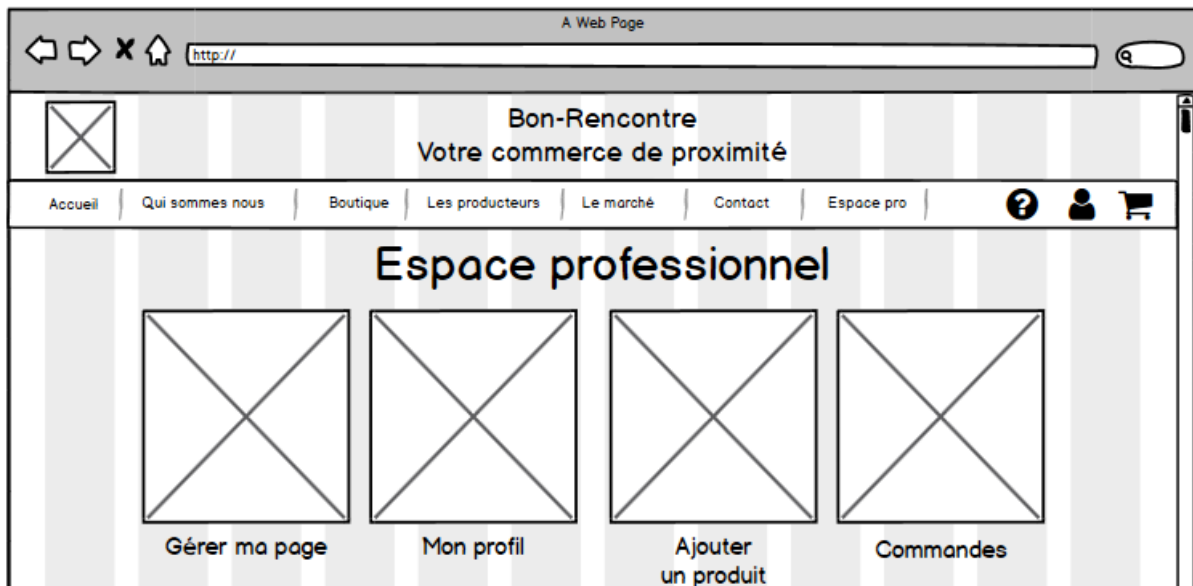 A Web Page
http://
Bon-Rencontre
Votre commerce de proximité
Accueil Qui sommes nous Boutique Les producteurs Le marché Contact Espace pro ?
Espace professionnel
Gérer ma page Mon profil Ajouter Commandes
un produit